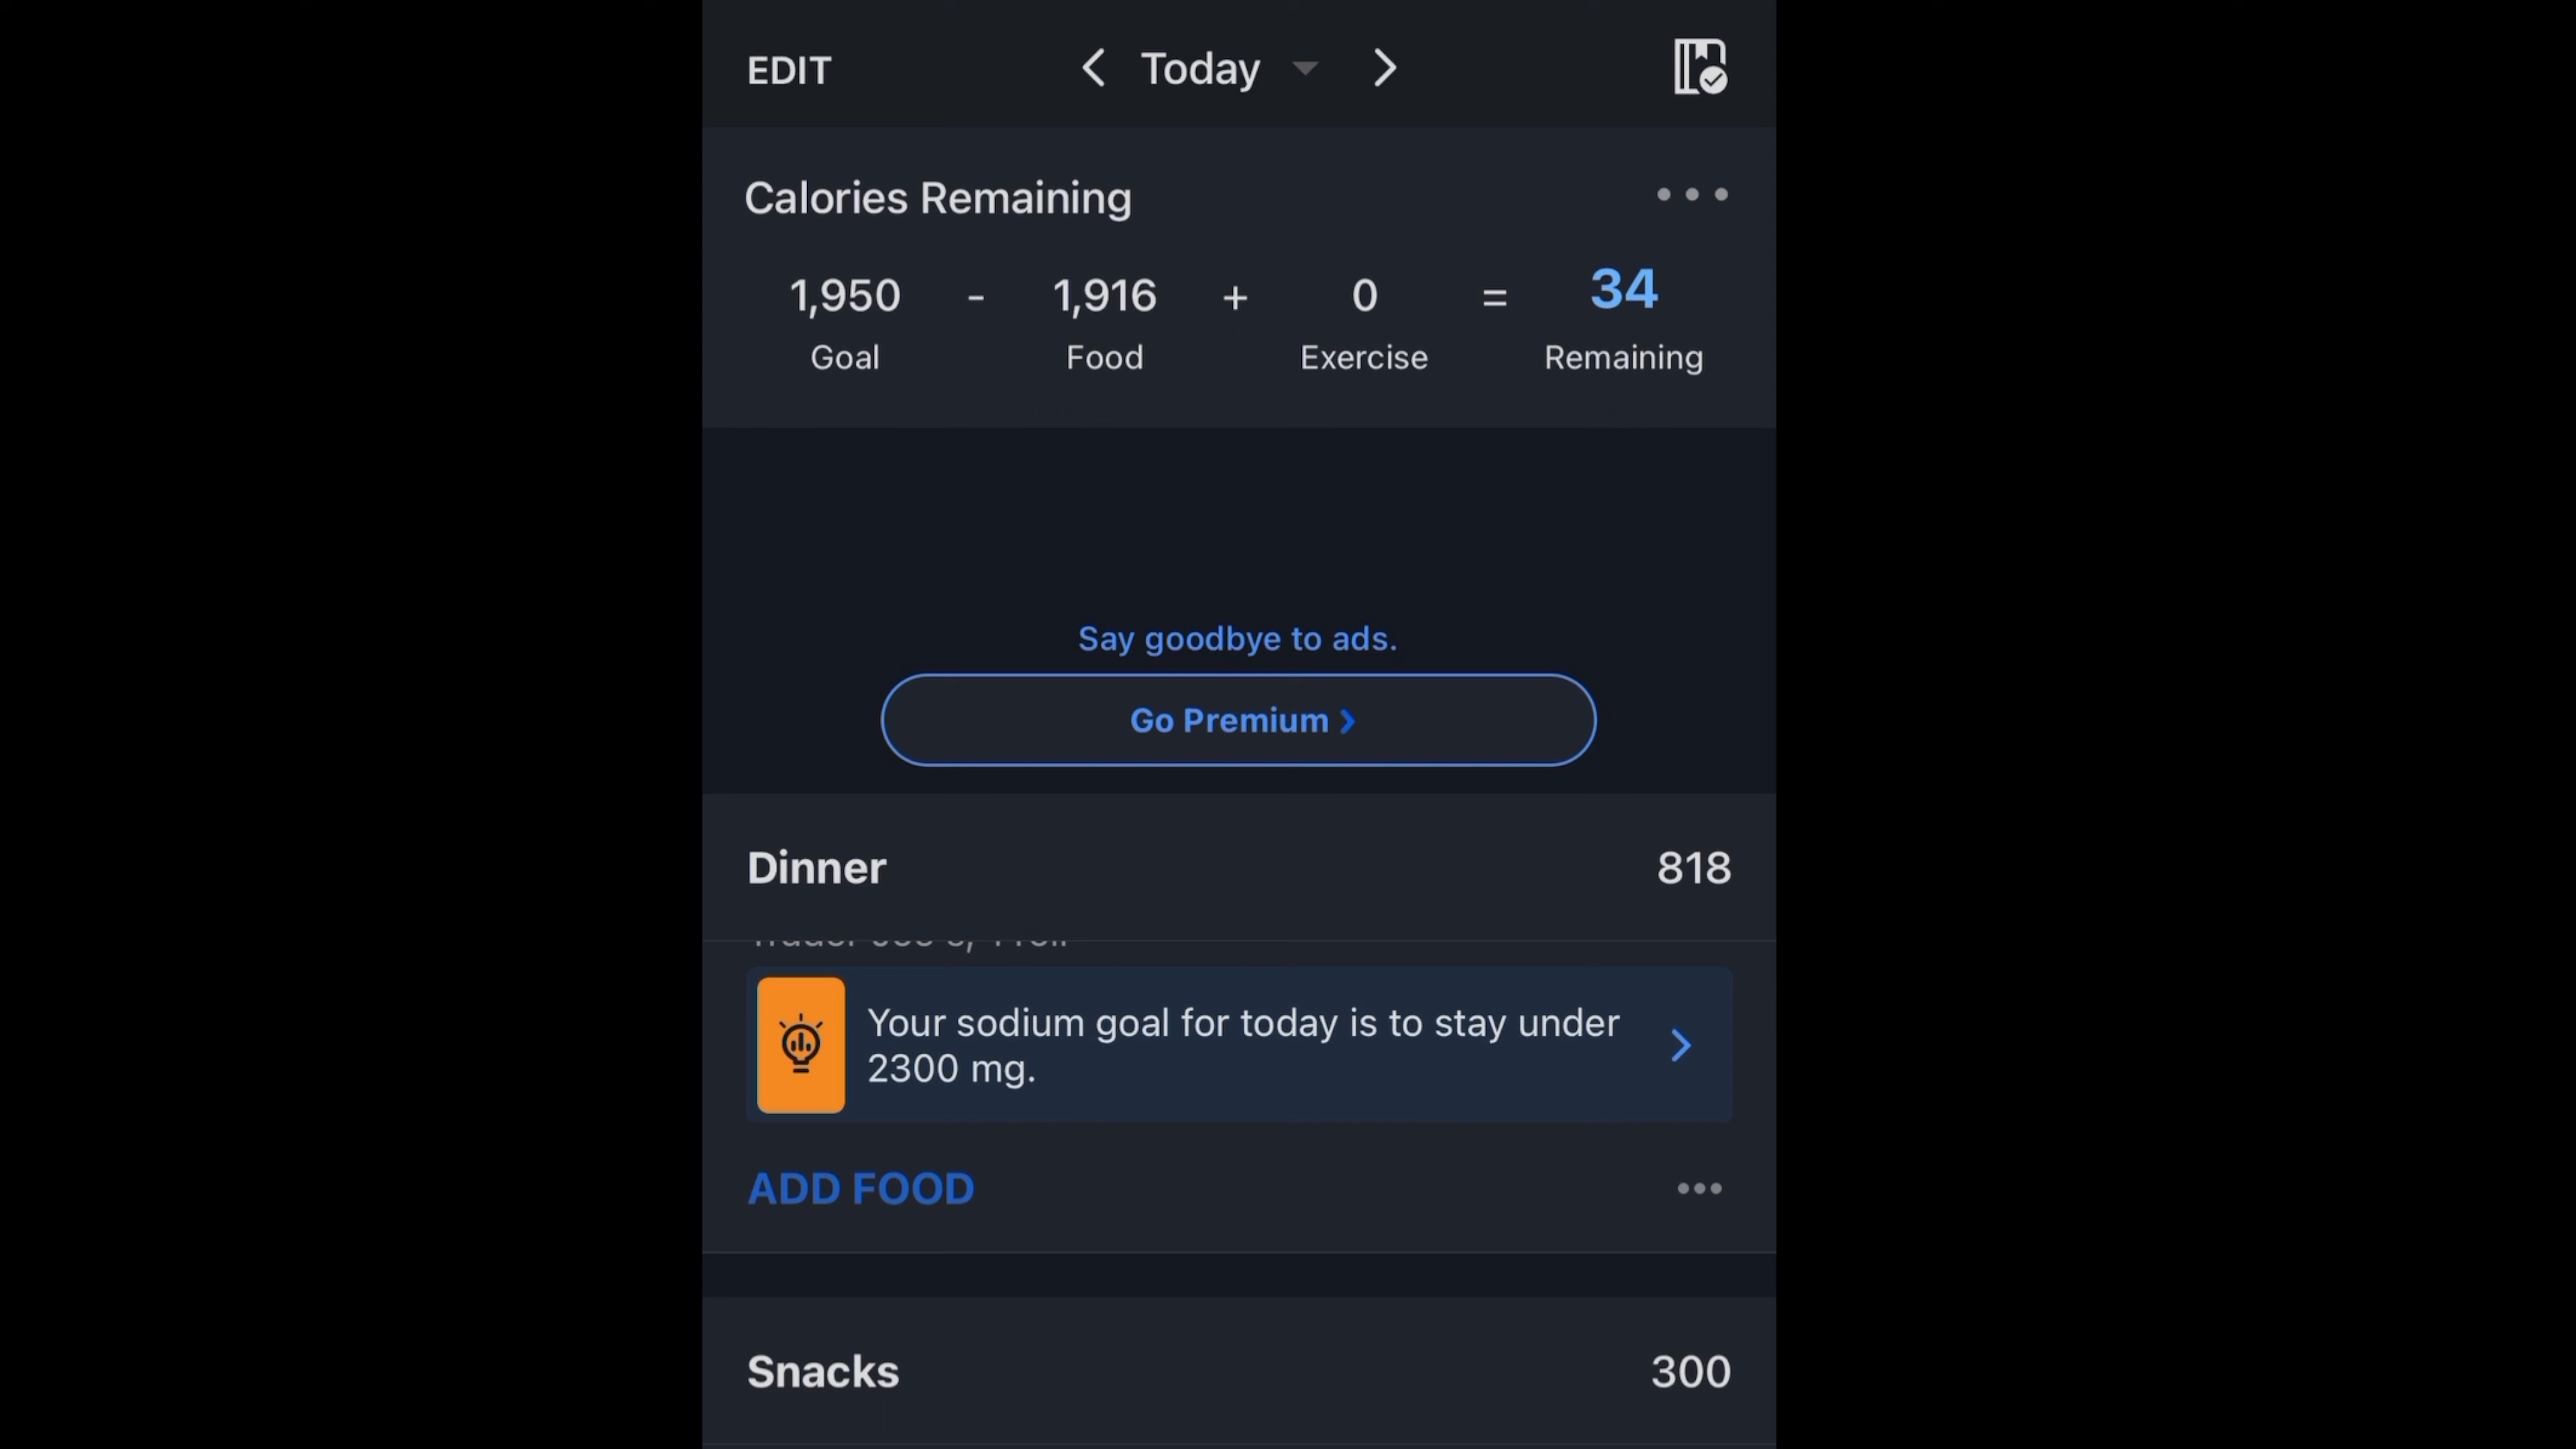 EDIT
Today
Calories Remaining
1,950 - 1,916 + 0 = 34
Goal Food Exercise Remaining
Say goodbye to ads.
Go Premium
Dinner 818
Your sodium goal for today is to stay under
2300 mg.
ADD FOOD
Snacks 300